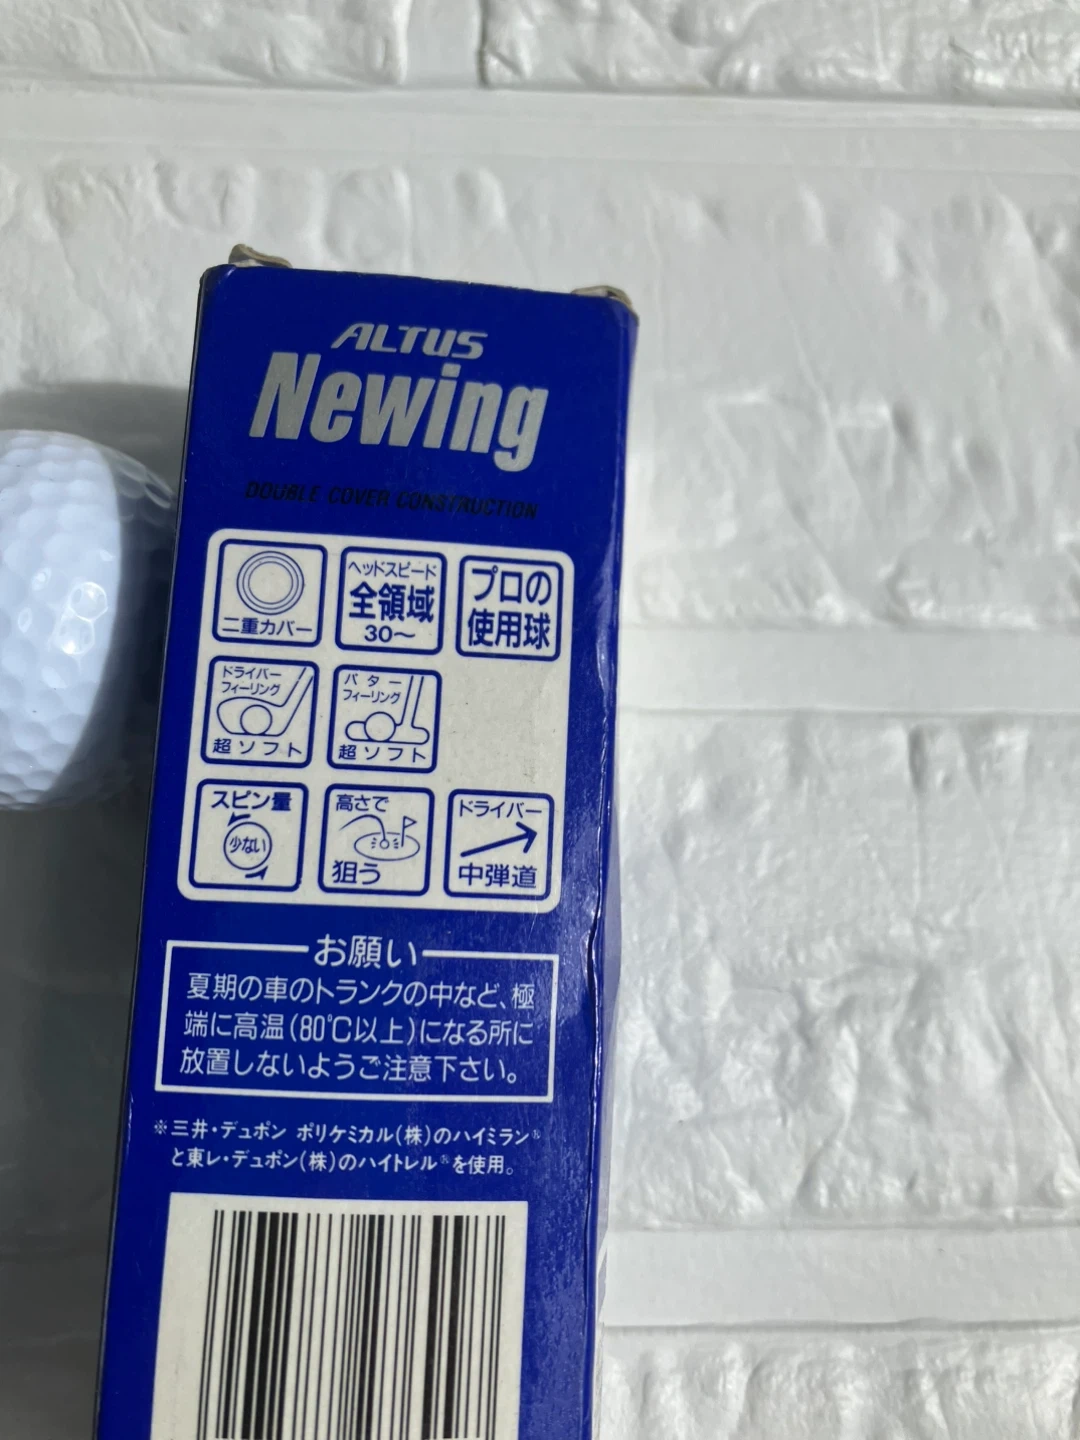 ALTUS
Newing
DOUBLE COVER CONSTRUCTION
二重カバー
ヘッドスピード
全領域
30〜
プロの
使用球
ドライバー
フィーリング
超ソフト
パター
フィーリング
超ソフト
スピン量
少ない
高さで
狙う
ドライバー
中弾道
お願い
夏期の車のトランクの中など、極
端に高温(80℃以上)になる所に
放置しないようご注意下さい。
※三井・デュポン ポリケミカル(株)のハイミラン®
と東レ・デュポン(株)のハイトレル®を使用。